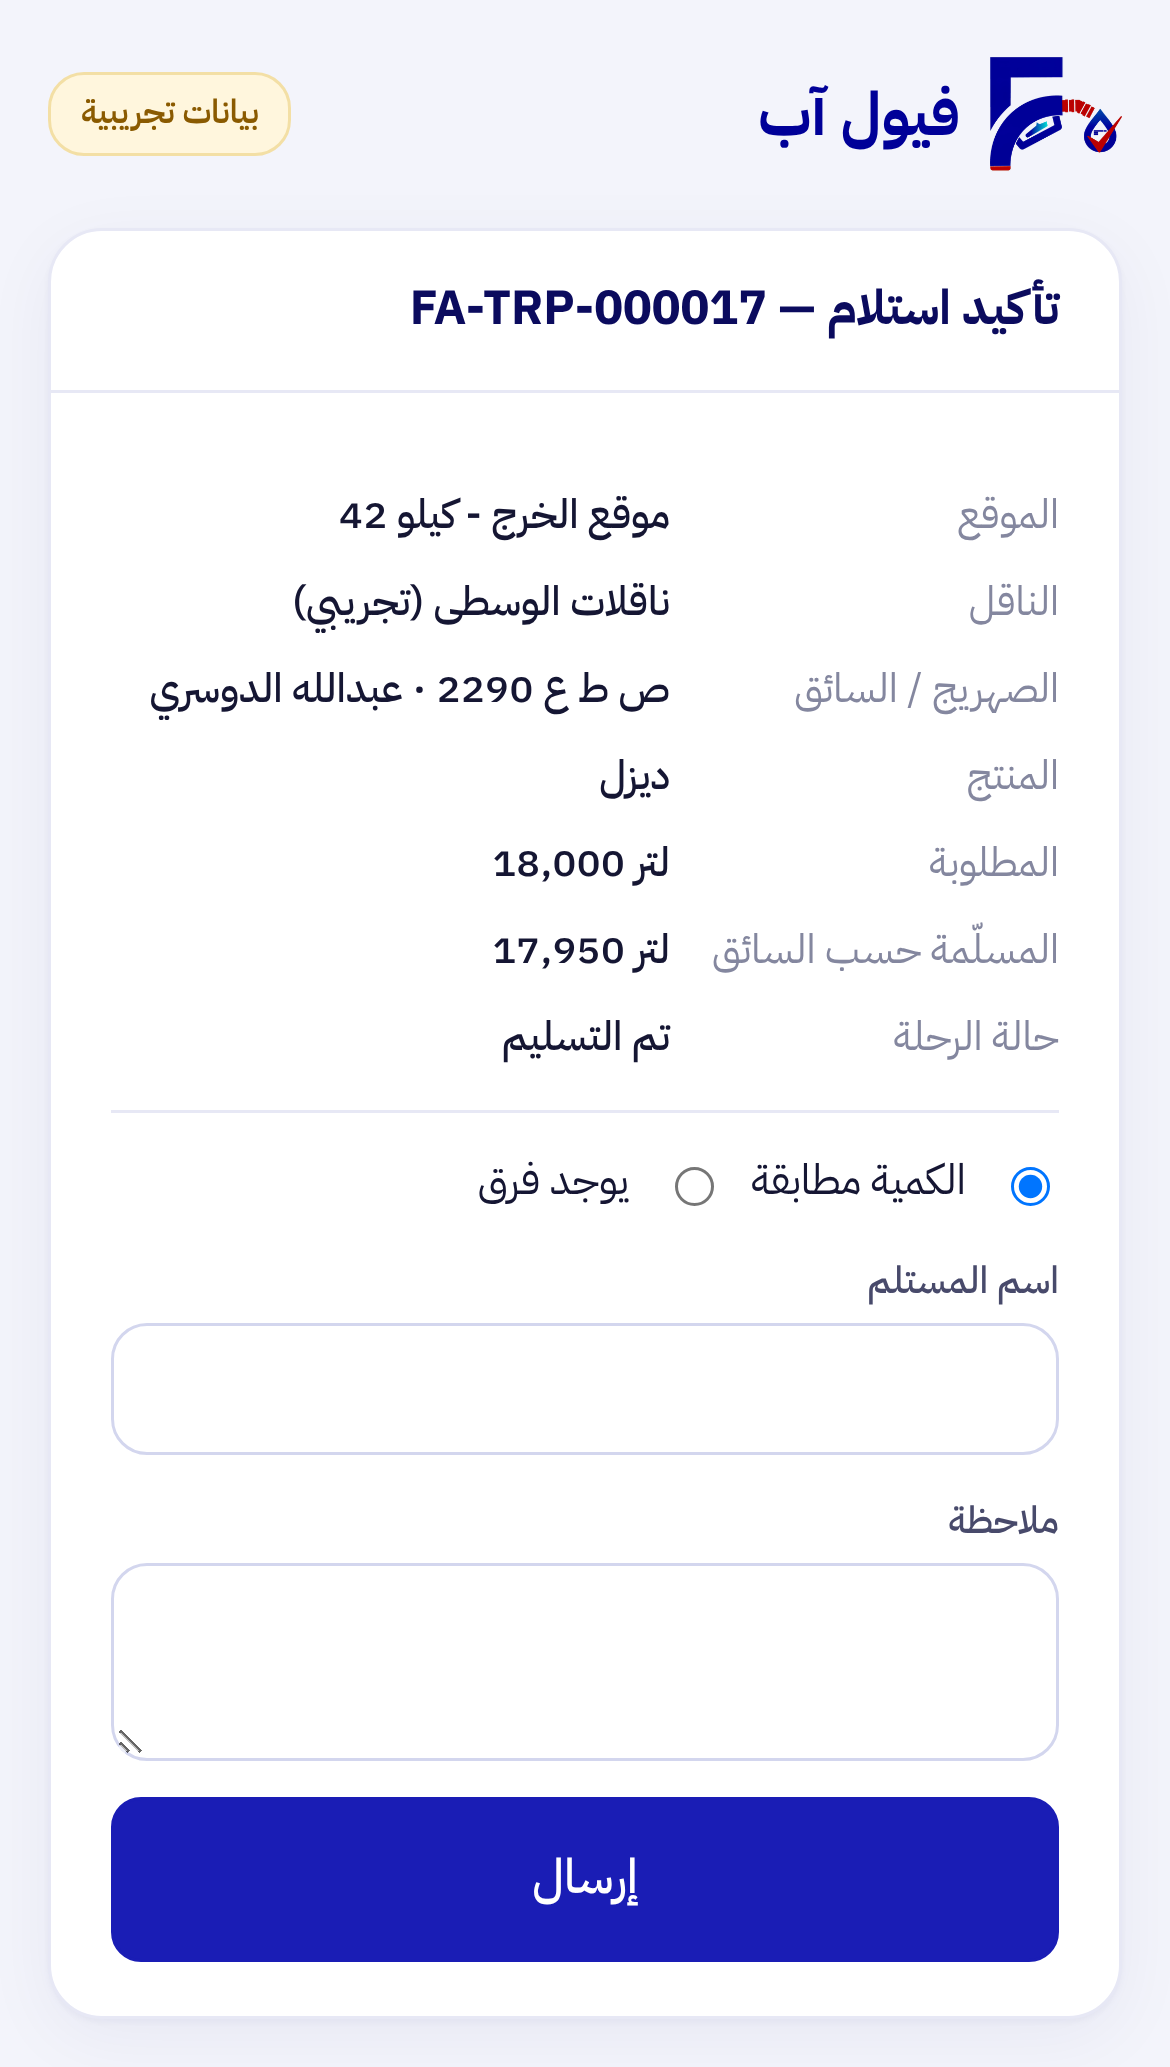 فيول آب
بيانات تجريبية
تأكيد استلام — FA-TRP-000017
الموقع موقع الخرج - كيلو 42
الناقل ناقلات الوسطى (تجريبي)
الصهريج / السائق ص ط ع 2290 · عبدالله الدوسري
المنتج ديزل
المطلوبة 18,000 لتر
المسلّمة حسب السائق 17,950 لتر
حالة الرحلة تم التسليم
الكمية مطابقة يوجد فرق
اسم المستلم
ملاحظة
إرسال